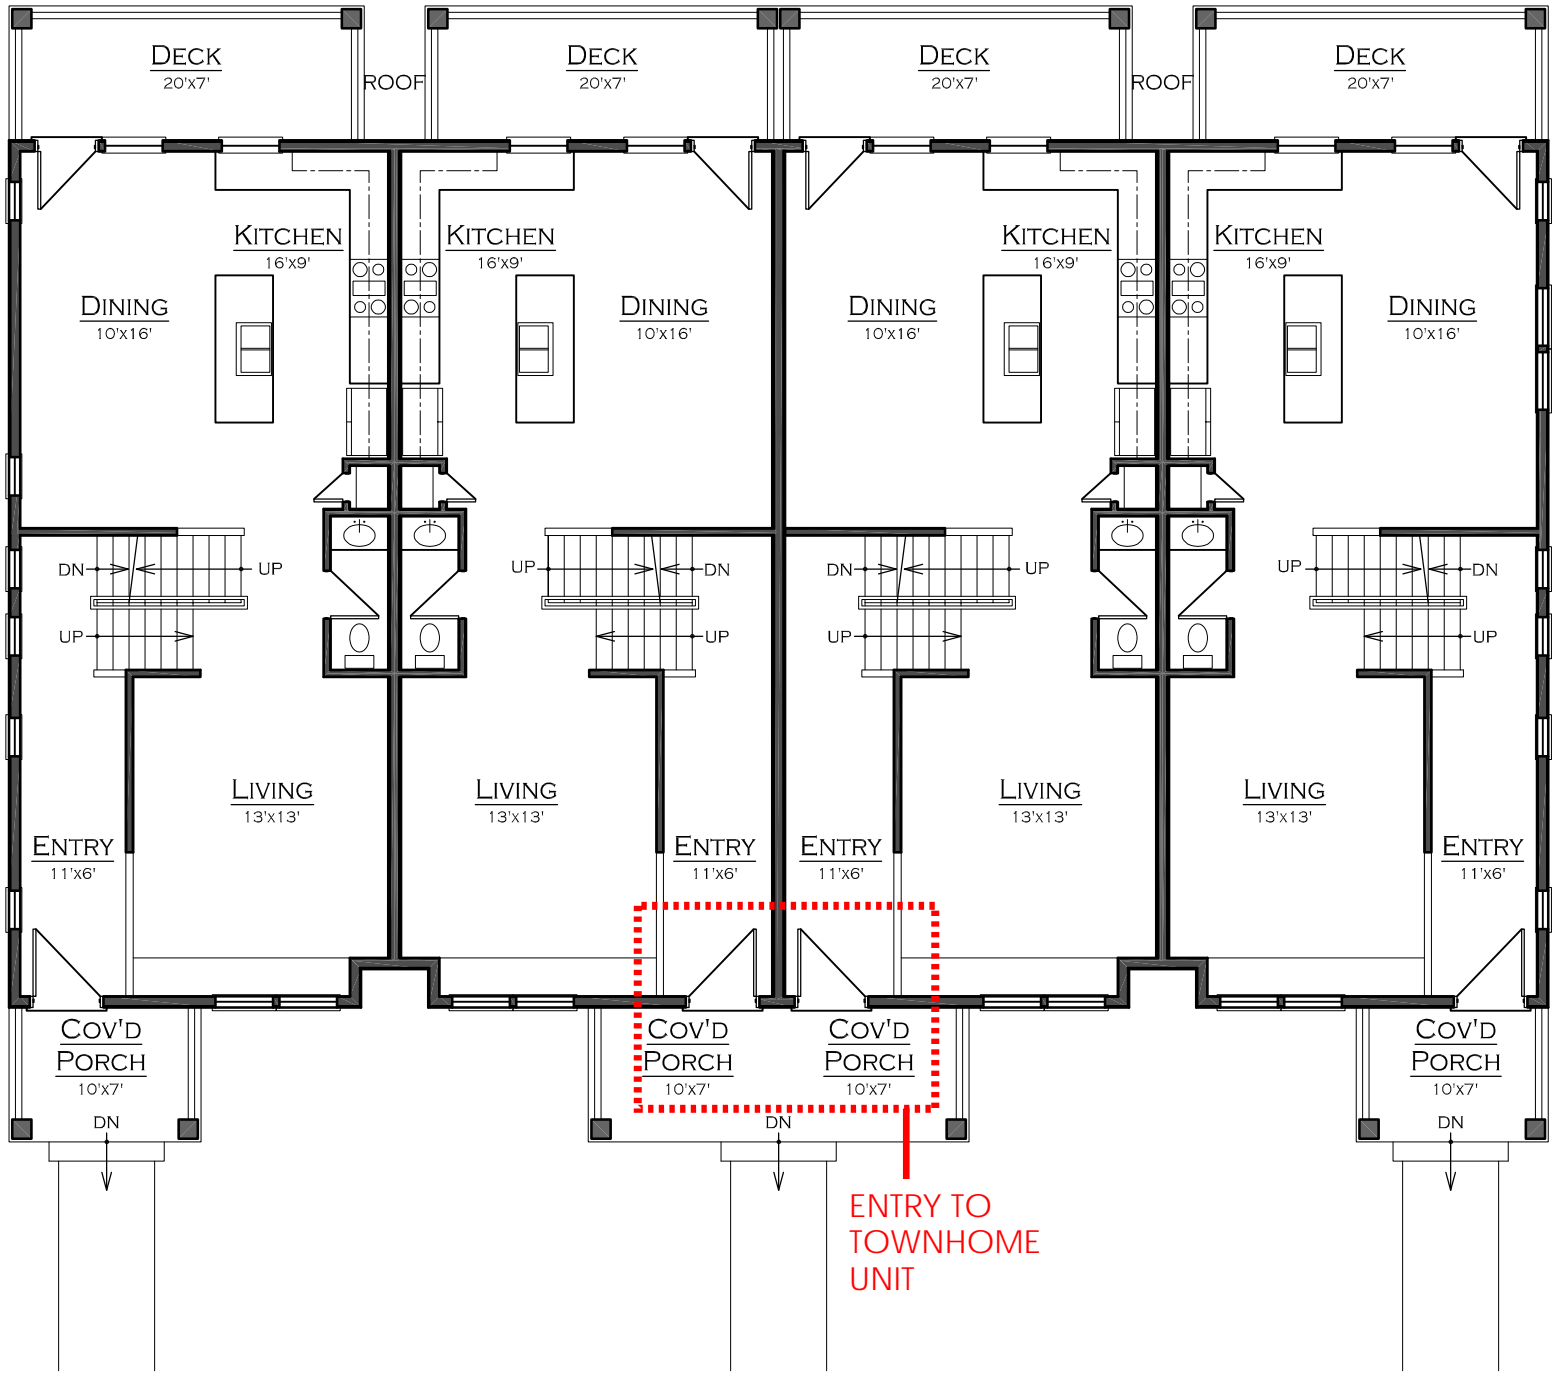 DECK
20'x7'
ROOF
DECK
20'x7'
DECK
20'x7'
ROOF
DECK
20'x7'
KITCHEN
16'x9'
KITCHEN
16'x9'
KITCHEN
16'x9'
KITCHEN
16'x9'
DINING
10'x16'
DINING
10'x16'
DINING
10'x16'
DINING
10'x16'
DN
UP
UP
DN
DN
UP
UP
DN
UP
UP
UP
UP
LIVING
13'x13'
LIVING
13'x13'
LIVING
13'x13'
LIVING
13'x13'
ENTRY
11'x6'
ENTRY
11'x6'
ENTRY
11'x6'
ENTRY
11'x6'
COV'D
PORCH
10'x7'
COV'D
PORCH
10'x7'
COV'D
PORCH
10'x7'
COV'D
PORCH
10'x7'
DN
DN
DN
ENTRY TO
TOWNHOME
UNIT